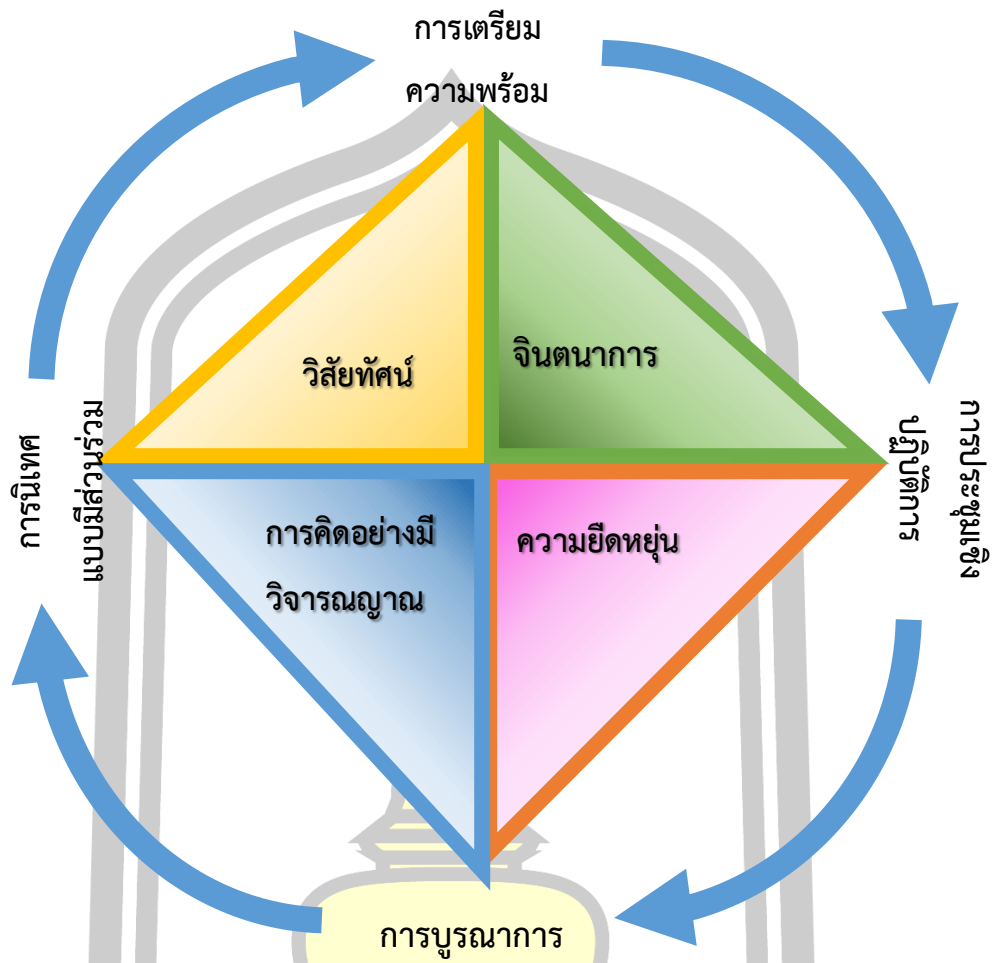 การเตรียม
ความพร้อม
วิสัยทัศน์
จินตนาการ
การคิดอย่างมี
วิจารณญาณ
ความยืดหยุ่น
การประชุมเชิง
ปฏิบัติการ
การบูรณาการ
การนิเทศ
แบบมีส่วนร่วม